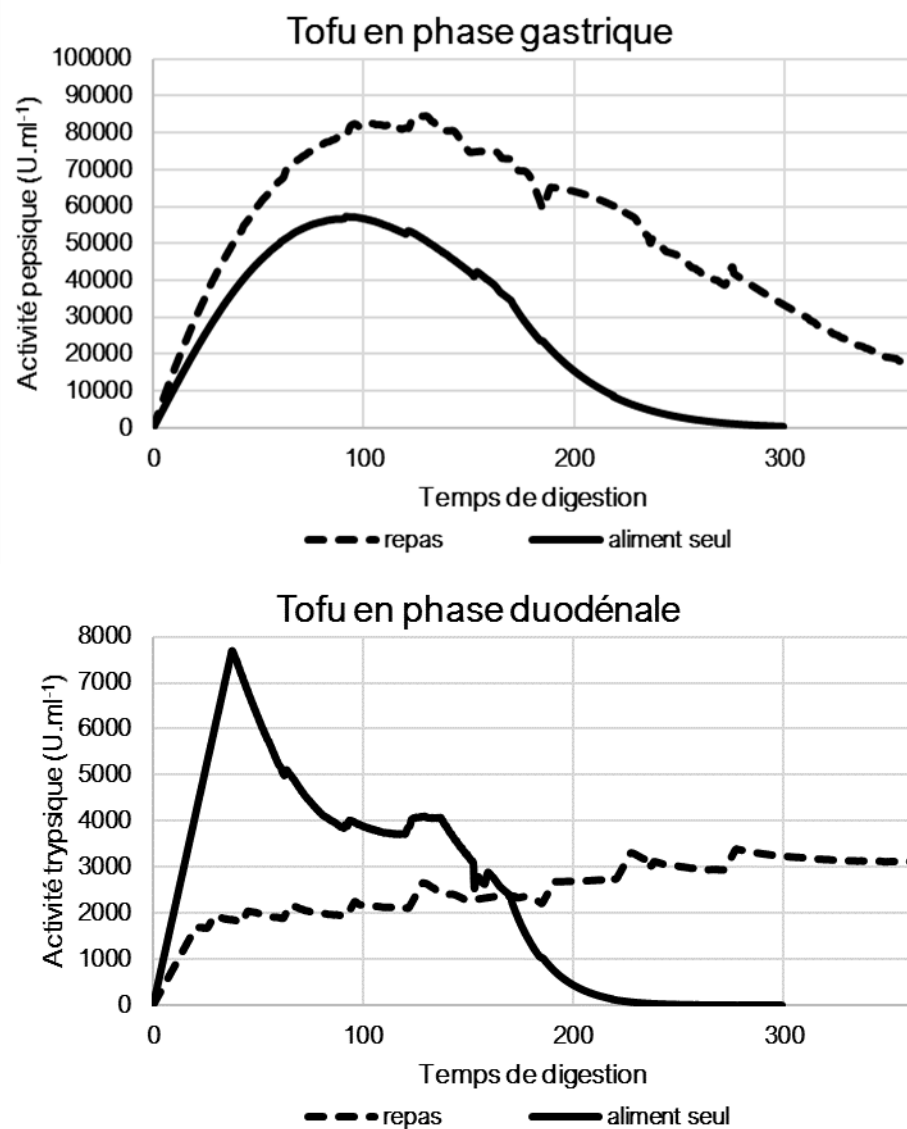 Tofu en phase gastrique
Activité pepsique (U.ml⁻¹)
100000
90000
80000
70000
60000
50000
40000
30000
20000
10000
0
0 100 200 300
Temps de digestion
repas aliment seul
Tofu en phase duodénale
Activité trypsique (U.ml⁻¹)
8000
7000
6000
5000
4000
3000
2000
1000
0
0 100 200 300
Temps de digestion
repas aliment seul